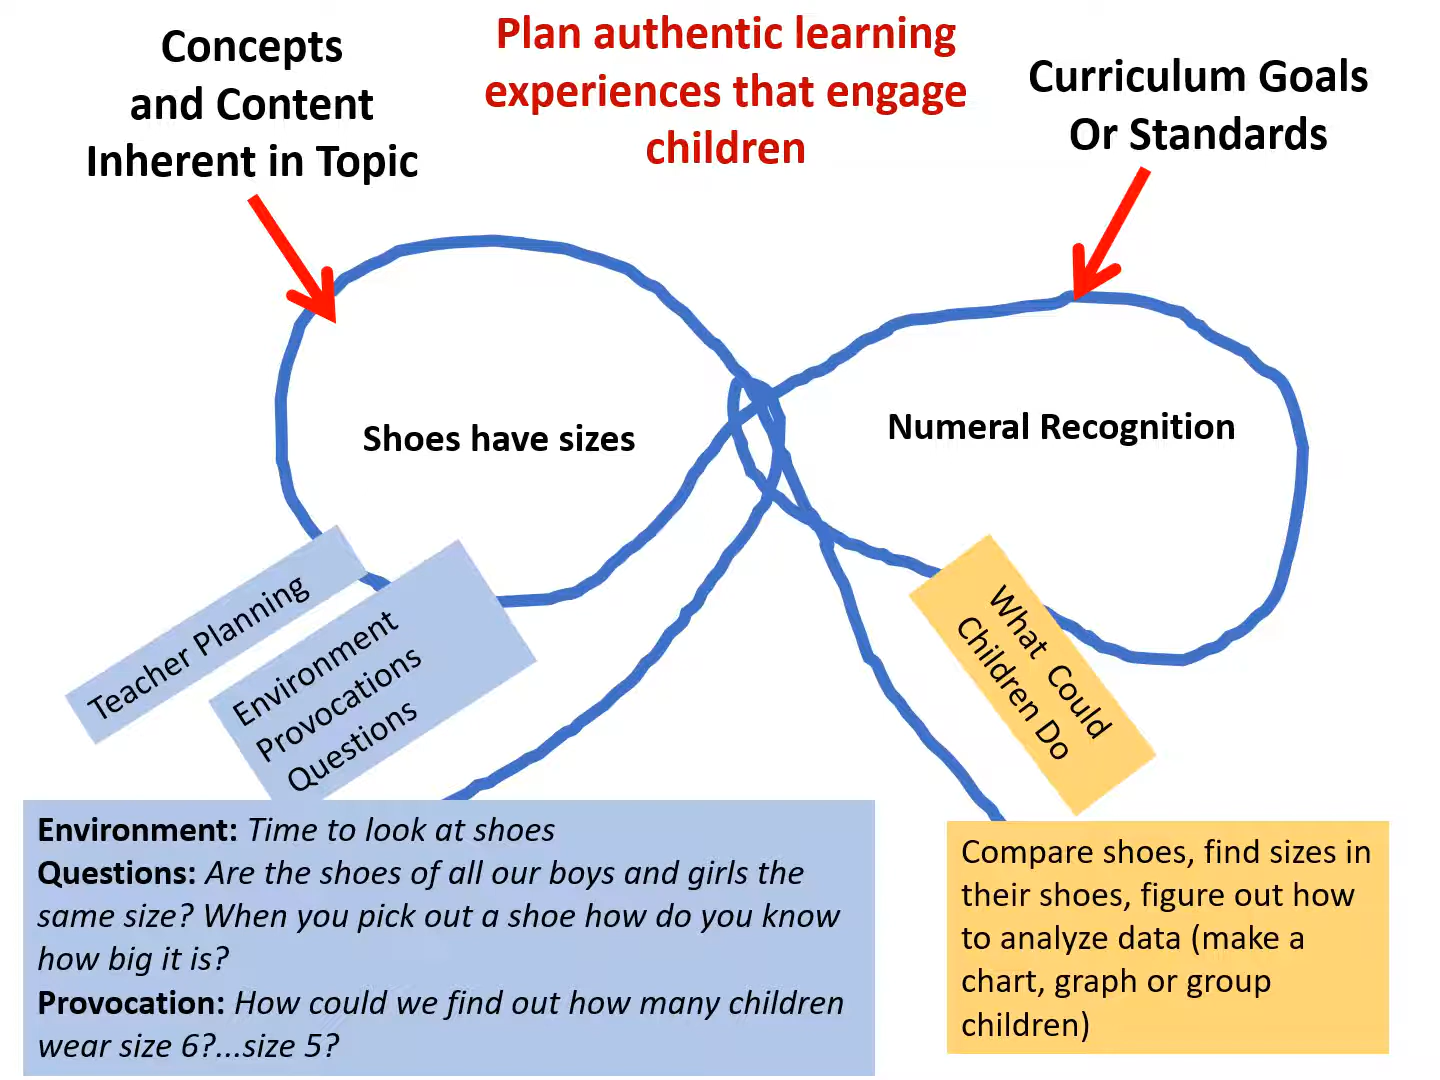 Concepts
and Content
Inherent in Topic
Plan authentic learning
experiences that engage
children
Curriculum Goals
Or Standards
Shoes have sizes
Numeral Recognition
Teacher Planning
Environment
Provocations
Questions
What  Could
Children Do
Environment: Time to look at shoes
Questions: Are the shoes of all our boys and girls the
same size? When you pick out a shoe how do you know
how big it is?
Provocation: How could we find out how many children
wear size 6?...size 5?
Compare shoes, find sizes in
their shoes, figure out how
to analyze data (make a
chart, graph or group
children)